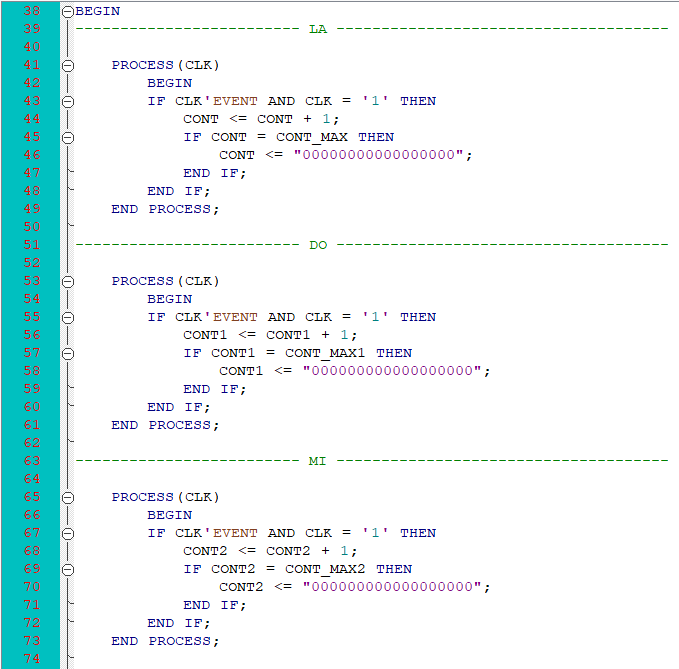 38 BEGIN
39 ------------------------- LA -------------------------------------
40
41 PROCESS(CLK)
42 BEGIN
43 IF CLK'EVENT AND CLK = '1' THEN
44 CONT <= CONT + 1;
45 IF CONT = CONT_MAX THEN
46 CONT <= "00000000000000000";
47 END IF;
48 END IF;
49 END PROCESS;
50
51 ------------------------- DO -------------------------------------
52
53 PROCESS(CLK)
54 BEGIN
55 IF CLK'EVENT AND CLK = '1' THEN
56 CONT1 <= CONT1 + 1;
57 IF CONT1 = CONT_MAX1 THEN
58 CONT1 <= "000000000000000000";
59 END IF;
60 END IF;
61 END PROCESS;
62
63 ------------------------- MI -------------------------------------
64
65 PROCESS(CLK)
66 BEGIN
67 IF CLK'EVENT AND CLK = '1' THEN
68 CONT2 <= CONT2 + 1;
69 IF CONT2 = CONT_MAX2 THEN
70 CONT2 <= "000000000000000000";
71 END IF;
72 END IF;
73 END PROCESS;
74